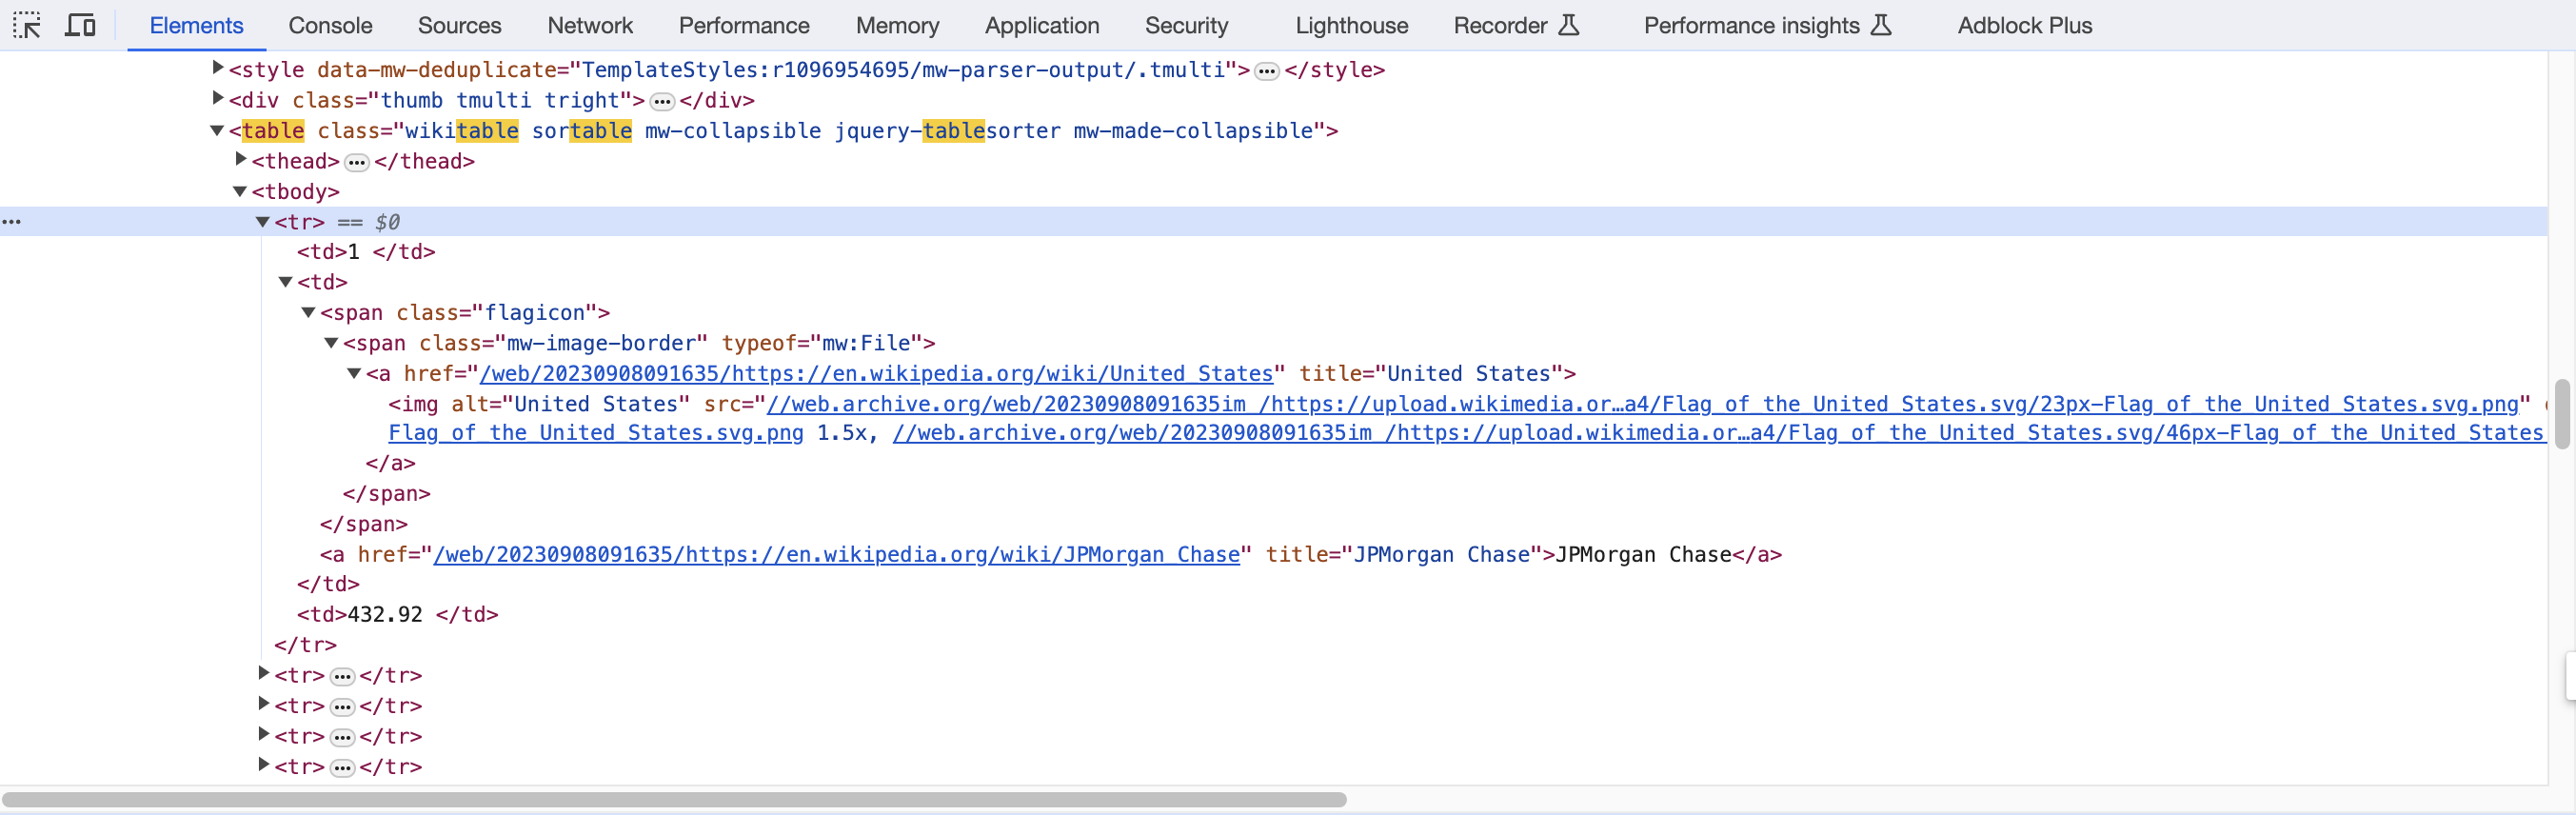 Elements Console Sources Network Performance Memory Application Security Lighthouse Recorder Performance insights Adblock Plus
<style data-mw-deduplicate="TemplateStyles:r1096954695/mw-parser-output/.tmulti">…</style>
<div class="thumb tmulti tright">…</div>
<table class="wikitable sortable mw-collapsible jquery-tablesorter mw-made-collapsible">
<thead>…</thead>
<tbody>
… <tr> == $0
<td>1 </td>
<td>
<span class="flagicon">
<span class="mw-image-border" typeof="mw:File">
<a href="/web/20230908091635/https://en.wikipedia.org/wiki/United_States" title="United States">
<img alt="United States" src="//web.archive.org/web/20230908091635im_/https://upload.wikimedia.or…a4/Flag_of_the_United_States.svg/23px-Flag_of_the_United_States.svg.png"
Flag_of_the_United_States.svg.png 1.5x, //web.archive.org/web/20230908091635im_/https://upload.wikimedia.or…a4/Flag_of_the_United_States.svg/46px-Flag_of_the_United_States.
</a>
</span>
</span>
<a href="/web/20230908091635/https://en.wikipedia.org/wiki/JPMorgan_Chase" title="JPMorgan Chase">JPMorgan Chase</a>
</td>
<td>432.92 </td>
</tr>
<tr>…</tr>
<tr>…</tr>
<tr>…</tr>
<tr>…</tr>